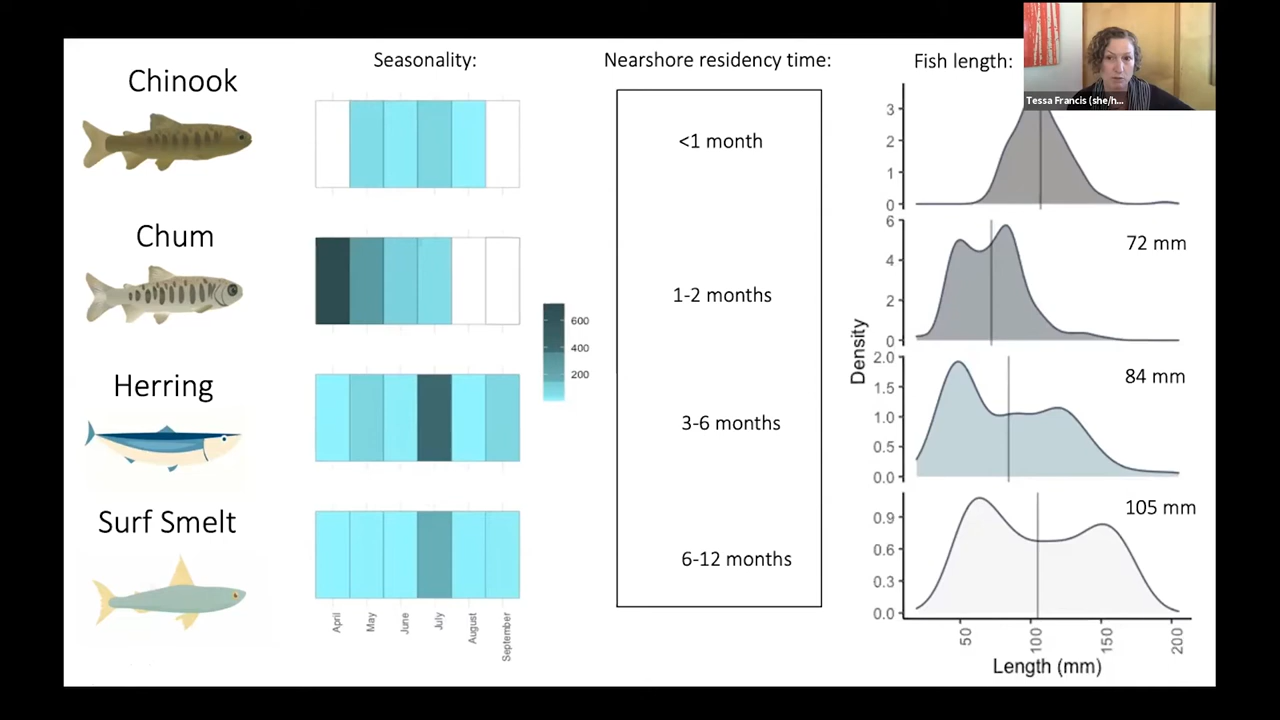 Chinook
Chum
Herring
Surf Smelt
Seasonality:
April
May
June
July
August
September
600
400
200
Nearshore residency time:
<1 month
1-2 months
3-6 months
6-12 months
Fish length:
Tessa Francis (she/h...
3
2
1
0
6
4
2
0
72 mm
2.0
1.5
1.0
0.5
0.0
84 mm
0.9
0.6
0.3
0.0
105 mm
Density
50
100
150
200
Length (mm)